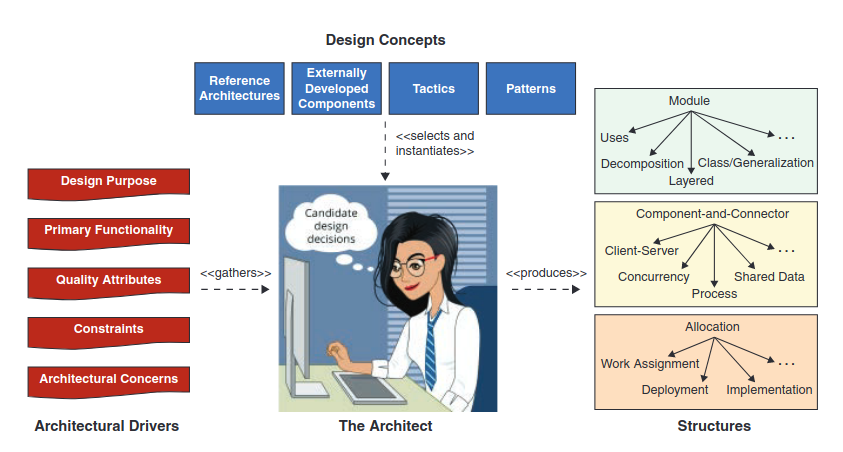 Design Concepts
Reference
Architectures
Externally
Developed
Components
Tactics
Patterns
<<selects and
instantiates>>
Design Purpose
Primary Functionality
Quality Attributes
Constraints
Architectural Concerns
Architectural Drivers
<<gathers>>
Candidate
design
decisions
The Architect
<<produces>>
Module
Uses
Decomposition
Layered
Class/Generalization
...
Component-and-Connector
Client-Server
Concurrency
Process
Shared Data
...
Allocation
Work Assignment
Deployment
Implementation
...
Structures